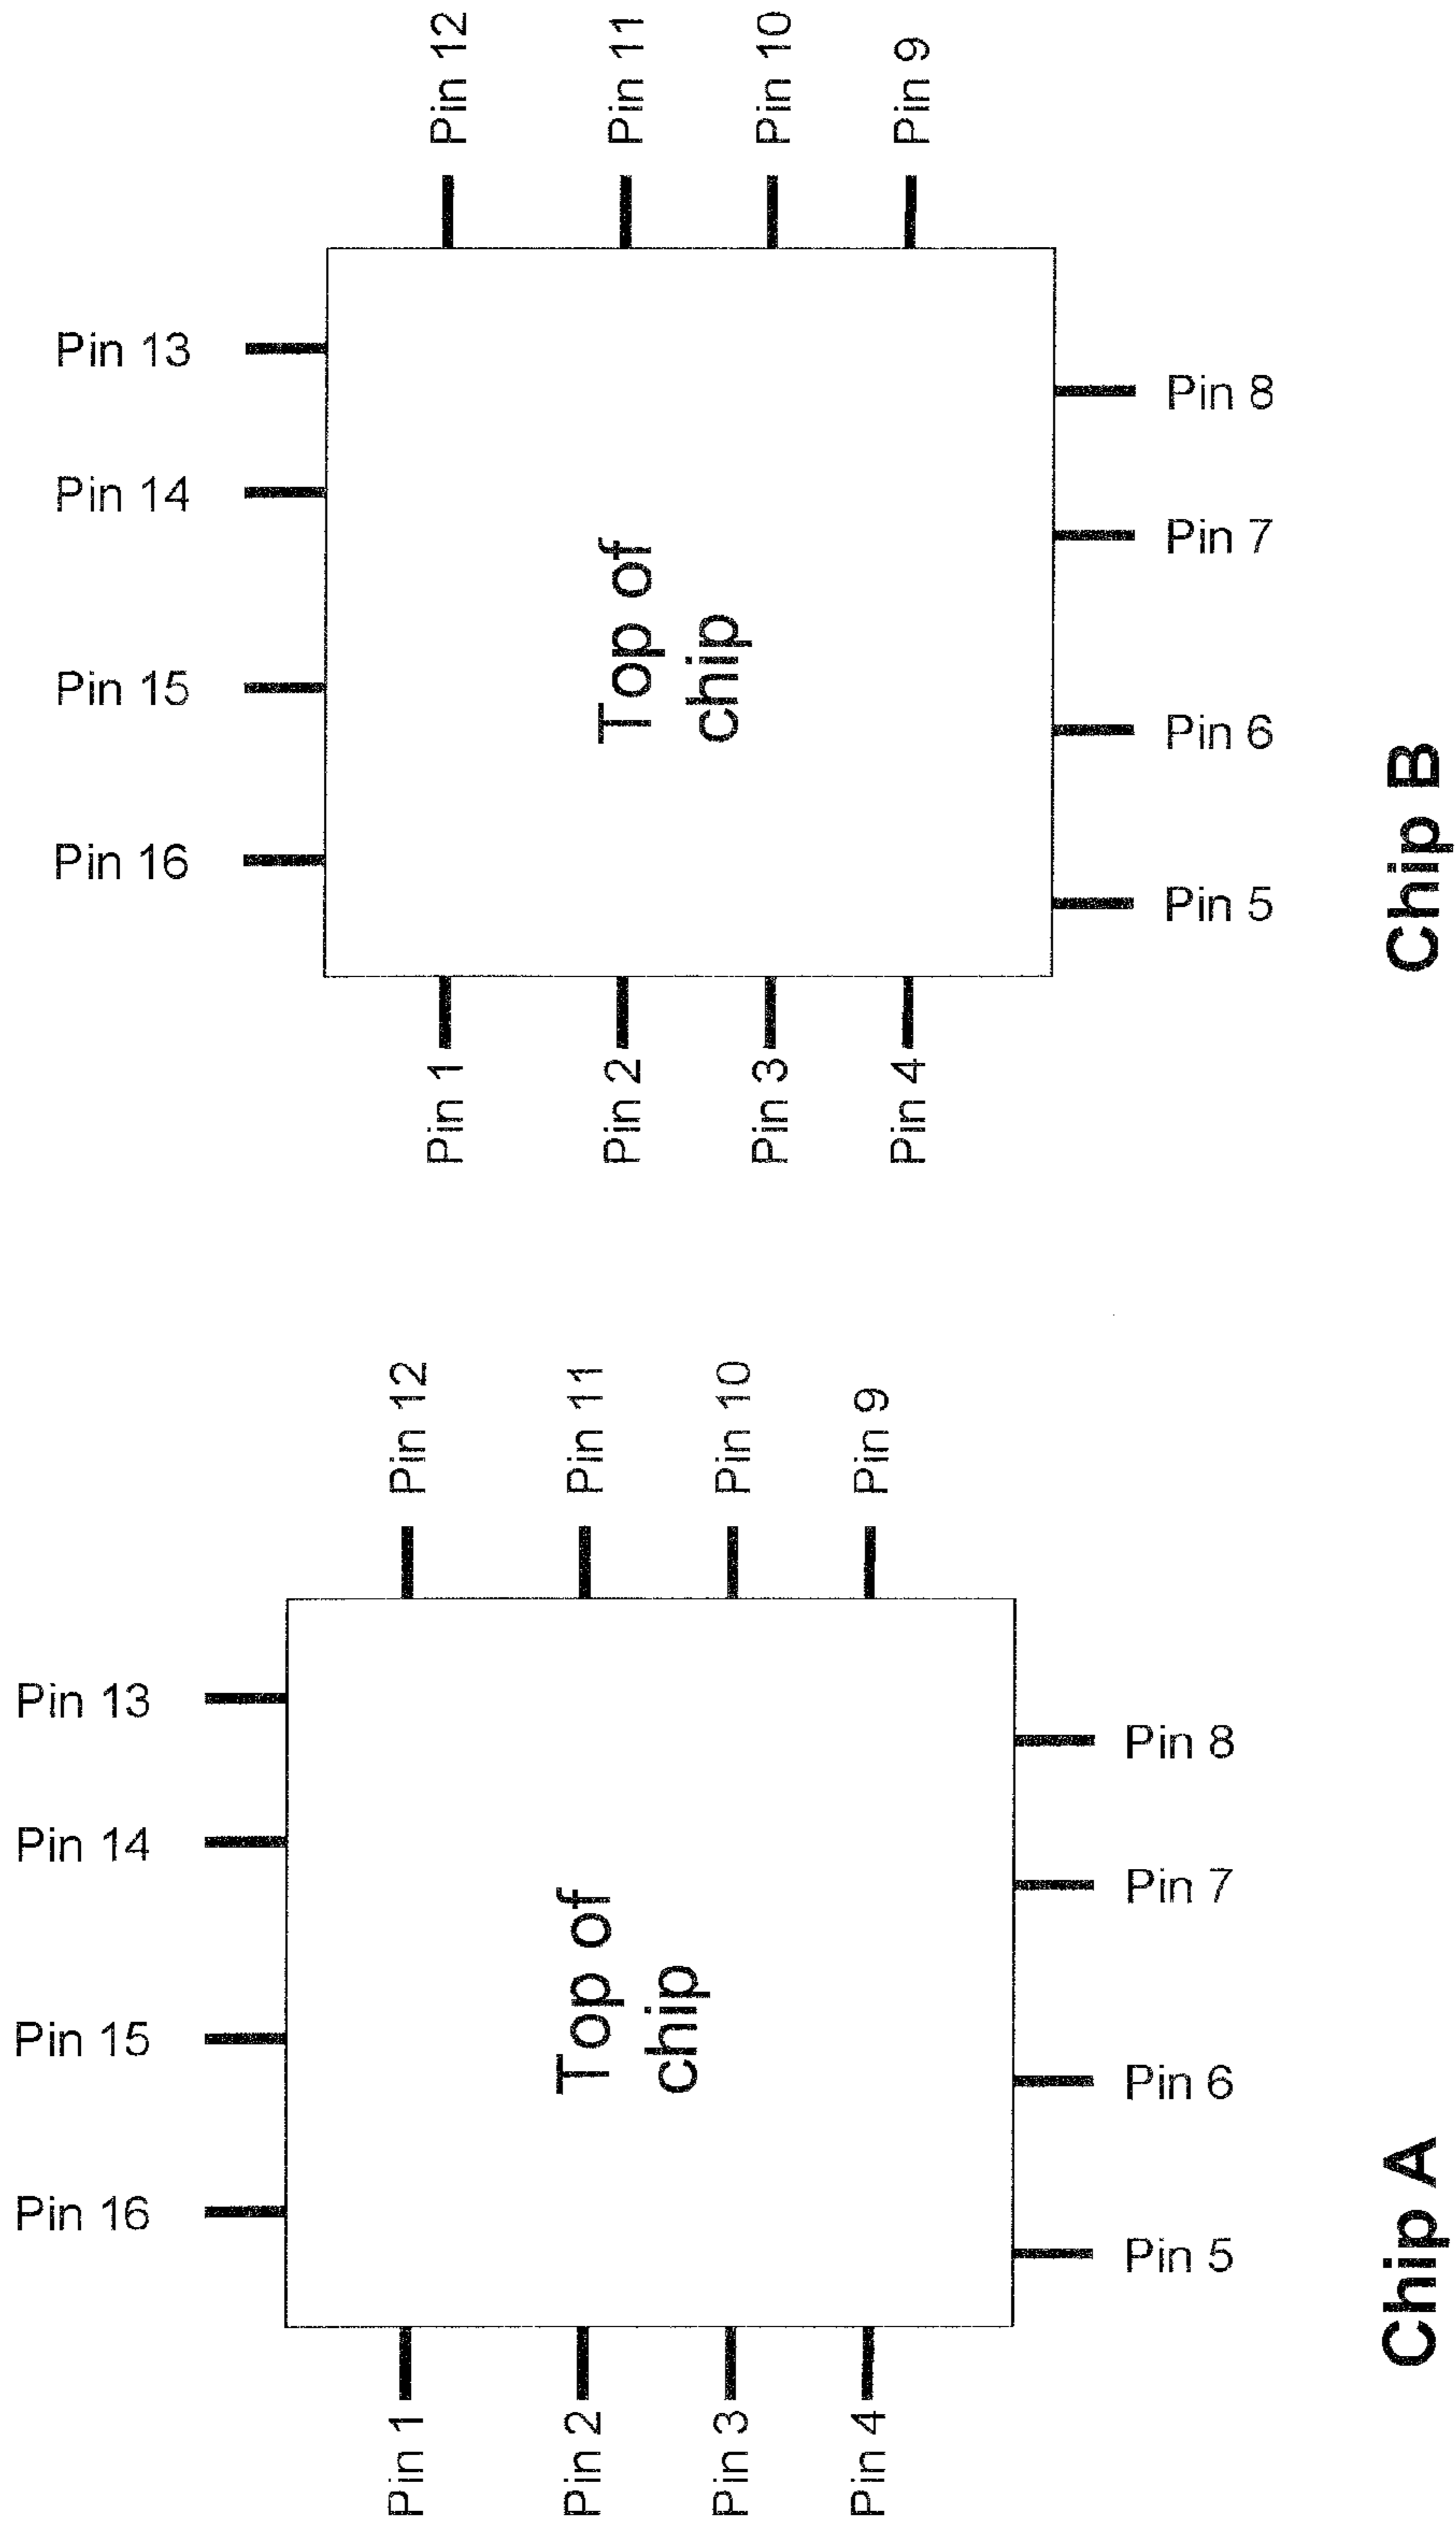 Pin 16
Pin 15
Pin 14
Pin 13
Pin 1
Pin 2
Pin 3
Pin 4
Top of
chip
Pin 12
Pin 11
Pin 10
Pin 9
Pin 5
Pin 6
Pin 7
Pin 8
Chip A
Pin 16
Pin 15
Pin 14
Pin 13
Pin 1
Pin 2
Pin 3
Pin 4
Top of
chip
Pin 12
Pin 11
Pin 10
Pin 9
Pin 5
Pin 6
Pin 7
Pin 8
Chip B